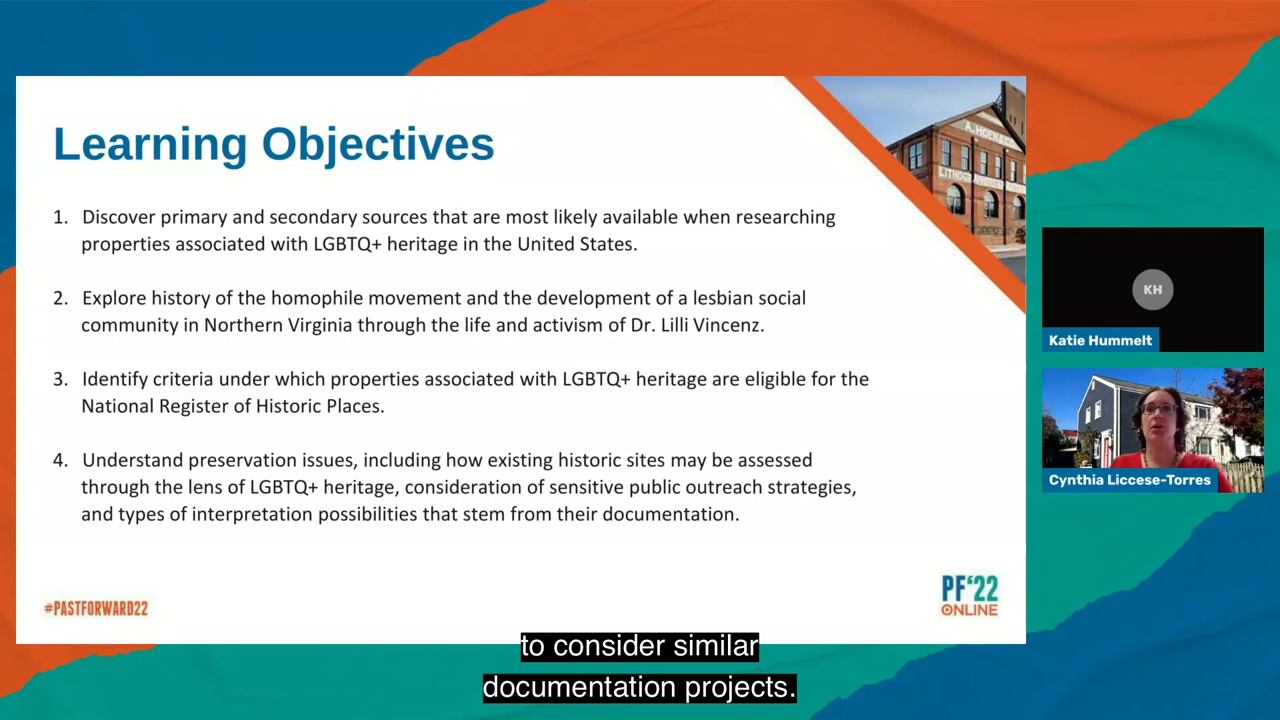 Learning Objectives
1. Discover primary and secondary sources that are most likely available when researching
properties associated with LGBTQ+ heritage in the United States.
2. Explore history of the homophile movement and the development of a lesbian social
community in Northern Virginia through the life and activism of Dr. Lilli Vincenz.
3. Identify criteria under which properties associated with LGBTQ+ heritage are eligible for the
National Register of Historic Places.
4. Understand preservation issues, including how existing historic sites may be assessed
through the lens of LGBTQ+ heritage, consideration of sensitive public outreach strategies,
and types of interpretation possibilities that stem from their documentation.
#PASTFORWARD22
PF'22
ONLINE
A. HOEN & CO.
KH
Katie Hummelt
Cynthia Liccese-Torres
to consider similar
documentation projects.